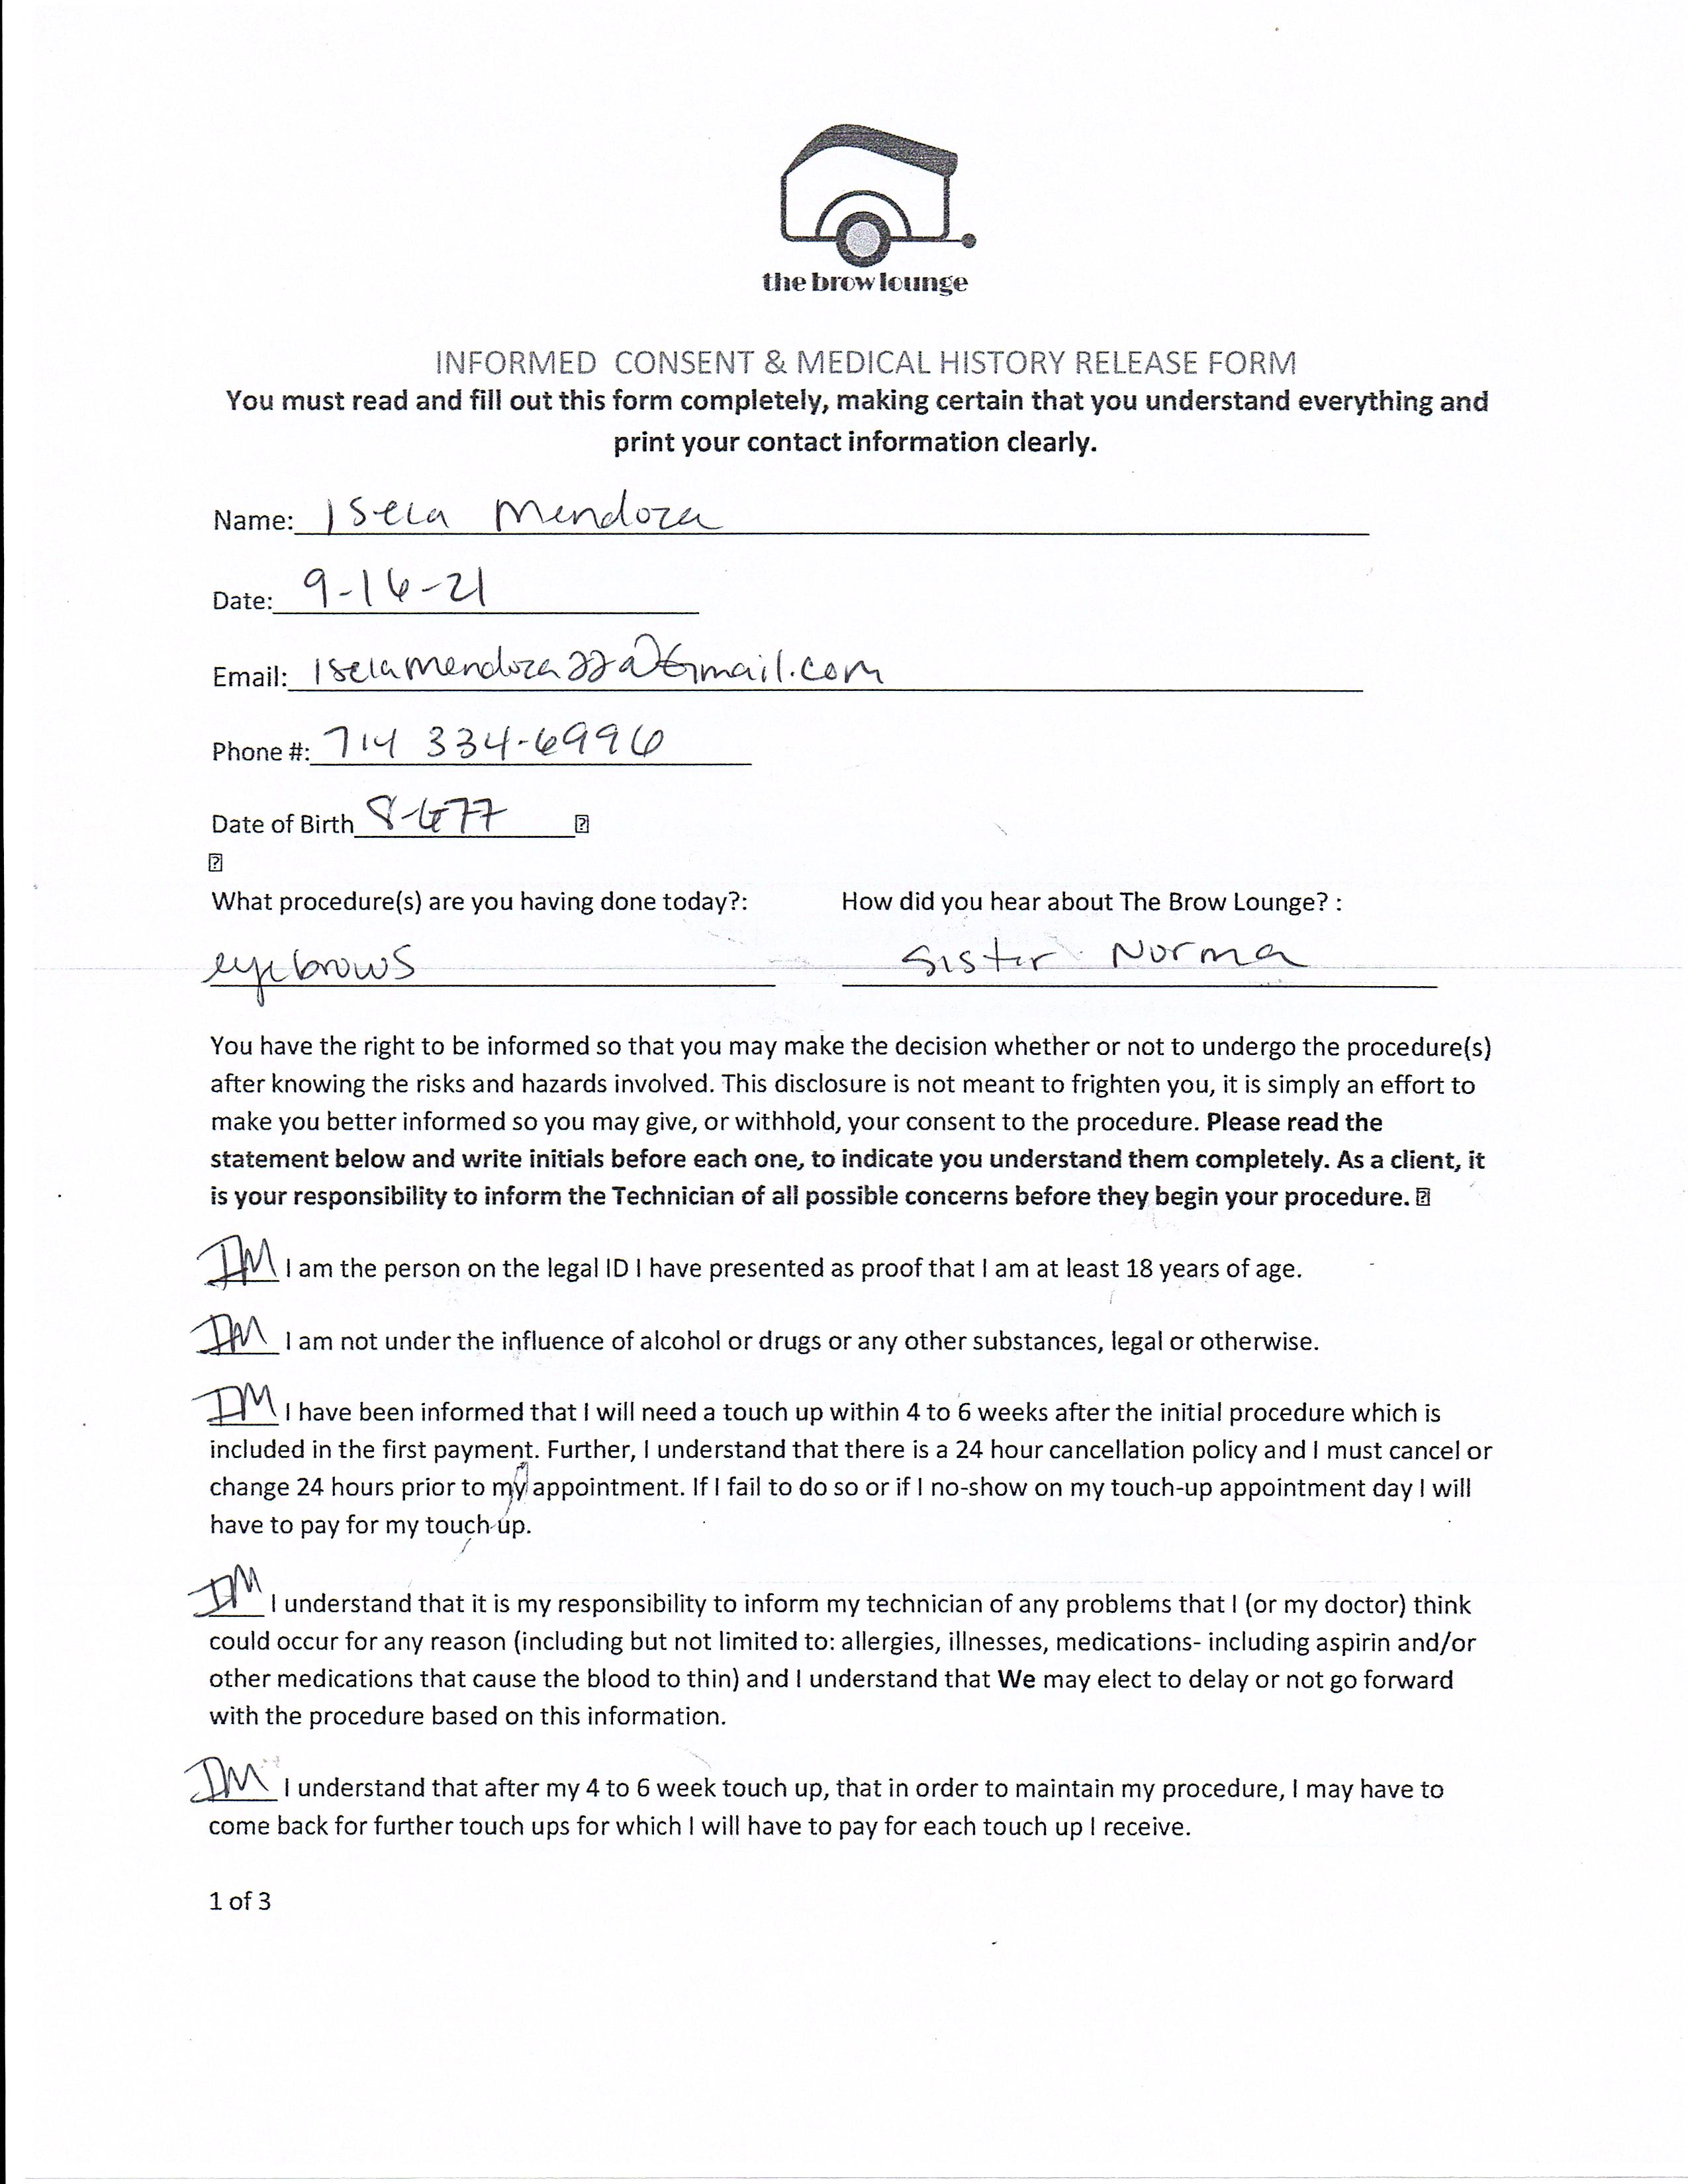 the brow lounge
INFORMED CONSENT & MEDICAL HISTORY RELEASE FORM
You must read and fill out this form completely, making certain that you understand everything and
print your contact information clearly.
Name: Isela Mendoza
Date: 9-16-21
Email:
Phone #: 714 334-6996
Date of Birth
What procedure(s) are you having done today?: How did you hear about The Brow Lounge? :
eyebrows Sister Norma
You have the right to be informed so that you may make the decision whether or not to undergo the procedure(s)
after knowing the risks and hazards involved. This disclosure is not meant to frighten you, it is simply an effort to
make you better informed so you may give, or withhold, your consent to the procedure. Please read the
statement below and write initials before each one, to indicate you understand them completely. As a client, it
is your responsibility to inform the Technician of all possible concerns before they begin your procedure.
IM I am the person on the legal ID I have presented as proof that I am at least 18 years of age.
IM I am not under the influence of alcohol or drugs or any other substances, legal or otherwise.
IM I have been informed that I will need a touch up within 4 to 6 weeks after the initial procedure which is
included in the first payment. Further, I understand that there is a 24 hour cancellation policy and I must cancel or
change 24 hours prior to my appointment. If I fail to do so or if I no-show on my touch-up appointment day I will
have to pay for my touch up.
IM I understand that it is my responsibility to inform my technician of any problems that I (or my doctor) think
could occur for any reason (including but not limited to: allergies, illnesses, medications- including aspirin and/or
other medications that cause the blood to thin) and I understand that We may elect to delay or not go forward
with the procedure based on this information.
IM I understand that after my 4 to 6 week touch up, that in order to maintain my procedure, I may have to
come back for further touch ups for which I will have to pay for each touch up I receive.
1 of 3